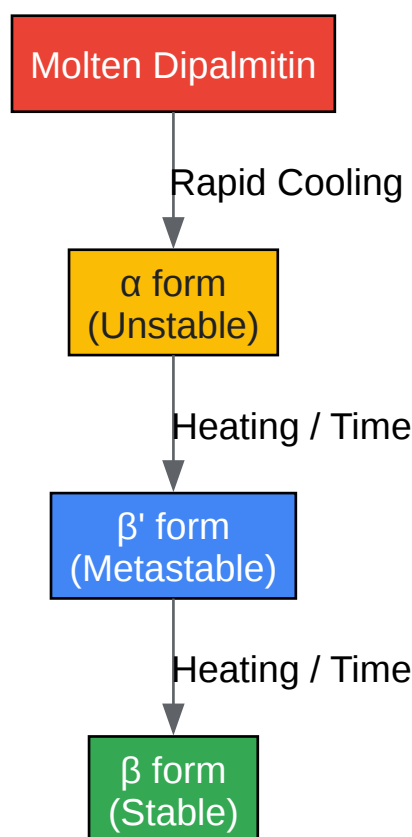 Molten Dipalmitin
Rapid Cooling
α form
(Unstable)
Heating / Time
β' form
(Metastable)
Heating / Time
β form
(Stable)